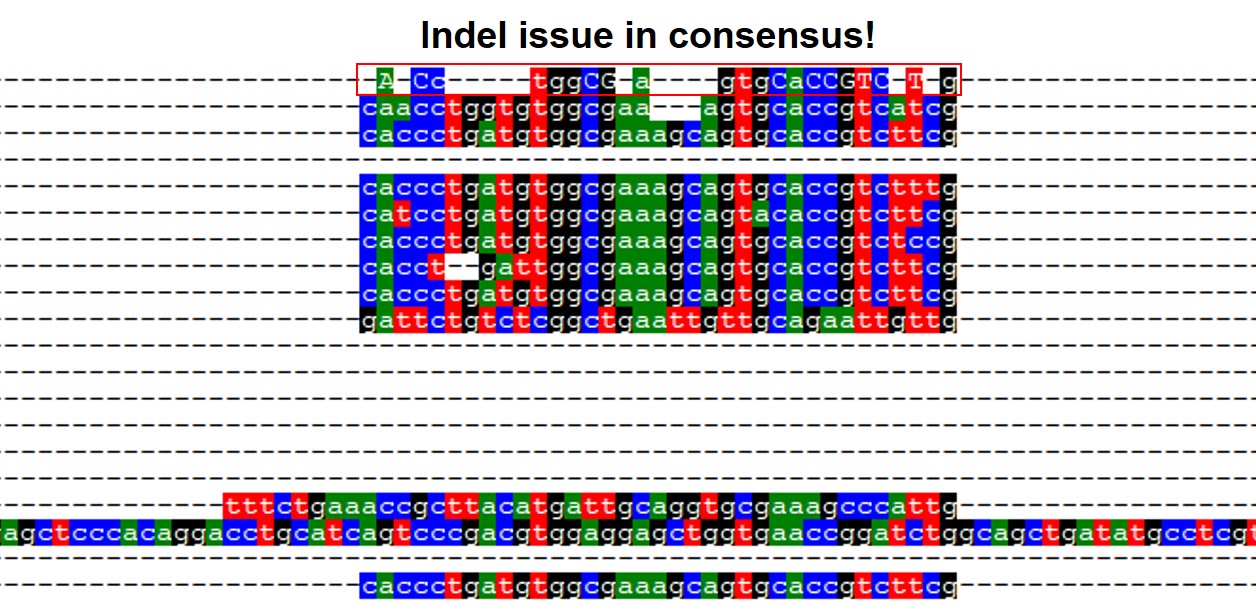 Indel issue in consensus!
A Cc tggCG a gtgCaCCGTC T g
caacctggtgtggcgaa agtgcaccgtcatcg
caccctgatgtggcgaaagcagtgcaccgtcttcg
caccctgatgtggcgaaagcagtgcaccgtctttg
catcctgatgtggcgaaagcagtacaccgtcttcg
caccctgatgtggcgaaagcagtgcaccgtctccg
cacct--gattggcgaaagcagtgcaccgtcttcg
caccctgatgtggcgaaagcagtgcaccgtcttcg
gattctgtctcggctgaattgttgcagaattgttg
tttctgaaaccgcttacatgattgcaggtgcgaaagcccattg
agctcccacaggacctgcatcagtcccgacgtggaggagctggtgaaccggatctggcagctgatatgcctcgt
caccctgatgtggcgaaagcagtgcaccgtcttcg